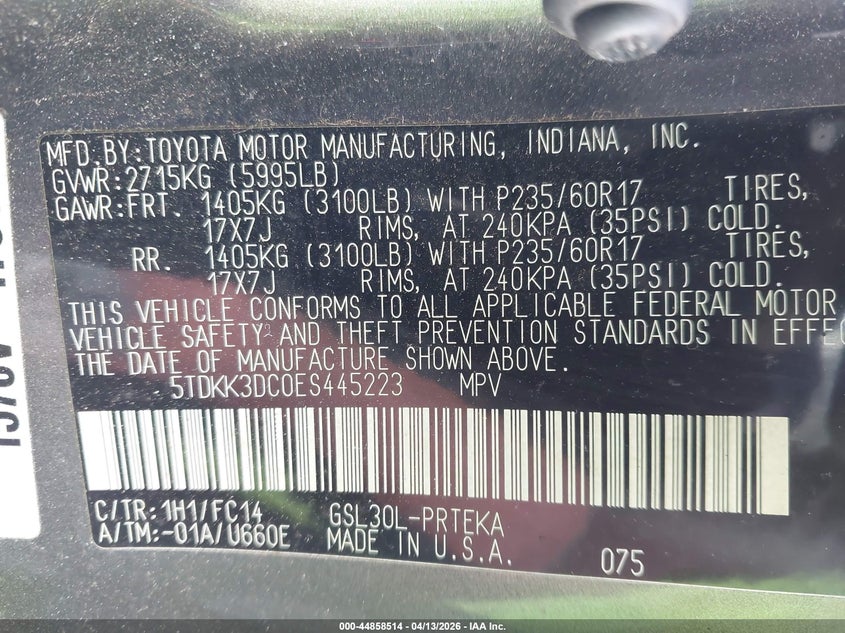 MFD.BY:TOYOTA MOTOR MANUFACTURING, INDIANA, INC.
GVWR:2715KG (5995LB)
GAWR:FRT. 1405KG (3100LB) WITH P235/60R17 TIRES,
17X7J RIMS, AT 240KPA (35PSI) COLD.
RR. 1405KG (3100LB) WITH P235/60R17 TIRES,
17X7J RIMS, AT 240KPA (35PSI) COLD.
THIS VEHICLE CONFORMS TO ALL APPLICABLE FEDERAL MOTOR
VEHICLE SAFETY AND THEFT PREVENTION STANDARDS IN EFFEC
THE DATE OF MANUFACTURE SHOWN ABOVE.
5TDKK3DC0ES445223 MPV
C/TR:1H1/FC14 GSL30L-PRTEKA
A/TM:-01A/U660E MADE IN U.S.A.
075
000-44858514 - 04/13/2026 - IAA Inc.